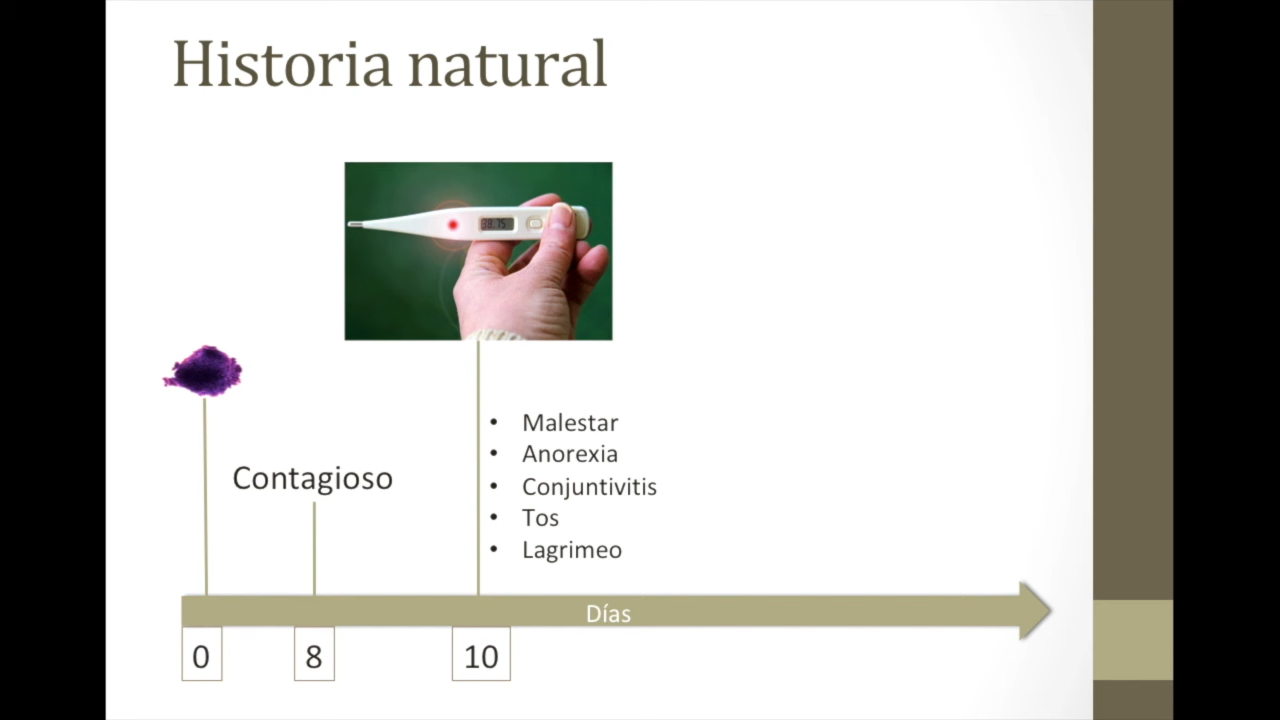 Historia natural
Contagioso
• Malestar
• Anorexia
• Conjuntivitis
• Tos
• Lagrimeo
Días
0
8
10